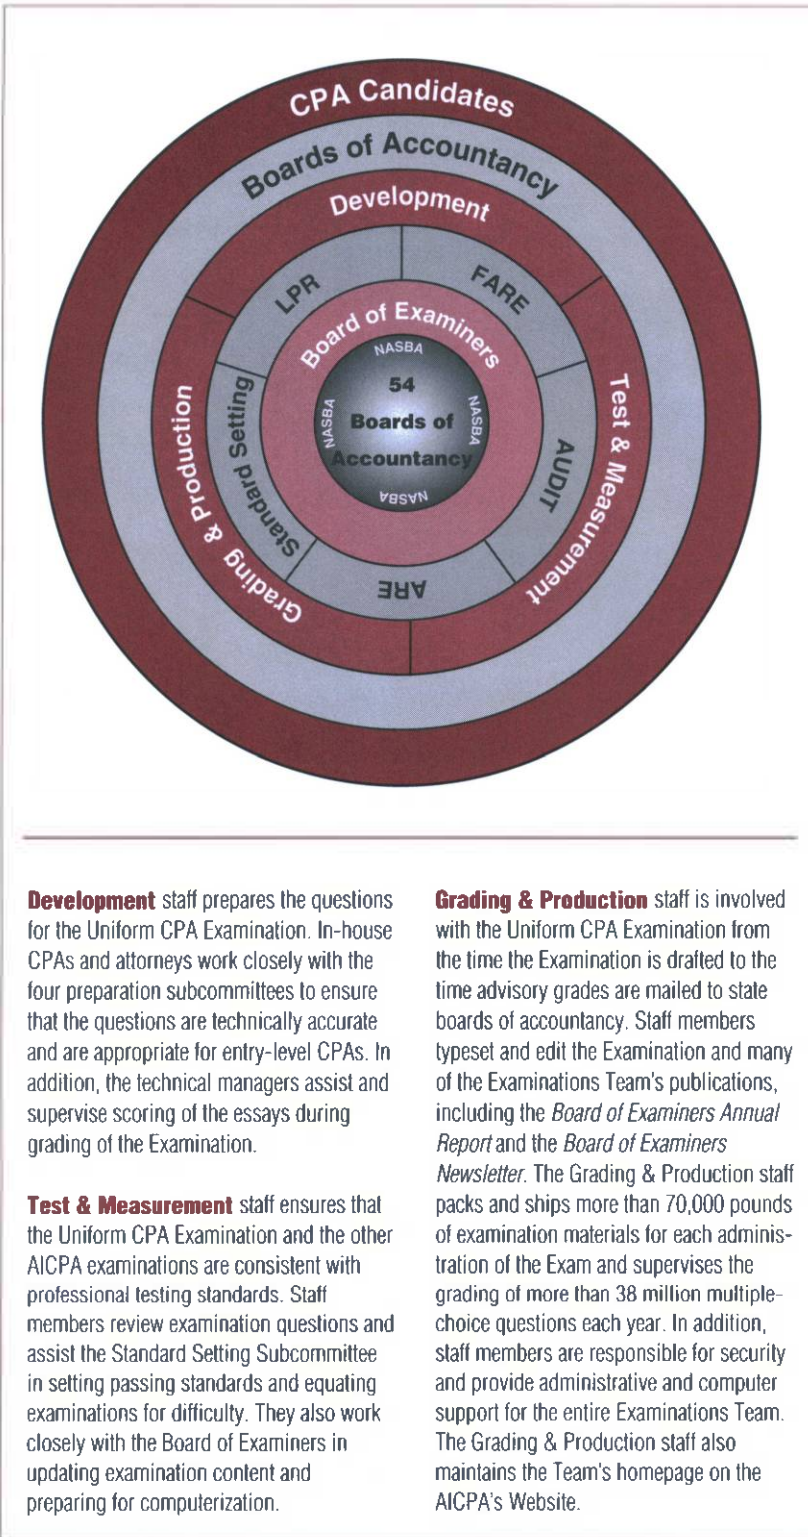 CPA Candidates
Boards of Accountancy
Development
LPR
FARE
Board of Examiners
NASBA
54
Boards of
Accountancy
NASBA
NASBA
NASBA
Standard Setting
AUDIT
ARE
Grading & Production
Test & Measurement
Development staff prepares the questions
for the Uniform CPA Examination. In-house
CPAs and attorneys work closely with the
four preparation subcommittees to ensure
that the questions are technically accurate
and are appropriate for entry-level CPAs. In
addition, the technical managers assist and
supervise scoring of the essays during
grading of the Examination.
Test & Measurement staff ensures that
the Uniform CPA Examination and the other
AICPA examinations are consistent with
professional testing standards. Staff
members review examination questions and
assist the Standard Setting Subcommittee
in setting passing standards and equating
examinations for difficulty. They also work
closely with the Board of Examiners in
updating examination content and
preparing for computerization.
Grading & Production staff is involved
with the Uniform CPA Examination from
the time the Examination is drafted to the
time advisory grades are mailed to state
boards of accountancy. Staff members
typeset and edit the Examination and many
of the Examinations Team's publications,
including the Board of Examiners Annual
Report and the Board of Examiners
Newsletter. The Grading & Production staff
packs and ships more than 70,000 pounds
of examination materials for each adminis-
tration of the Exam and supervises the
grading of more than 38 million multiple-
choice questions each year. In addition,
staff members are responsible for security
and provide administrative and computer
support for the entire Examinations Team.
The Grading & Production staff also
maintains the Team's homepage on the
AICPA's Website.